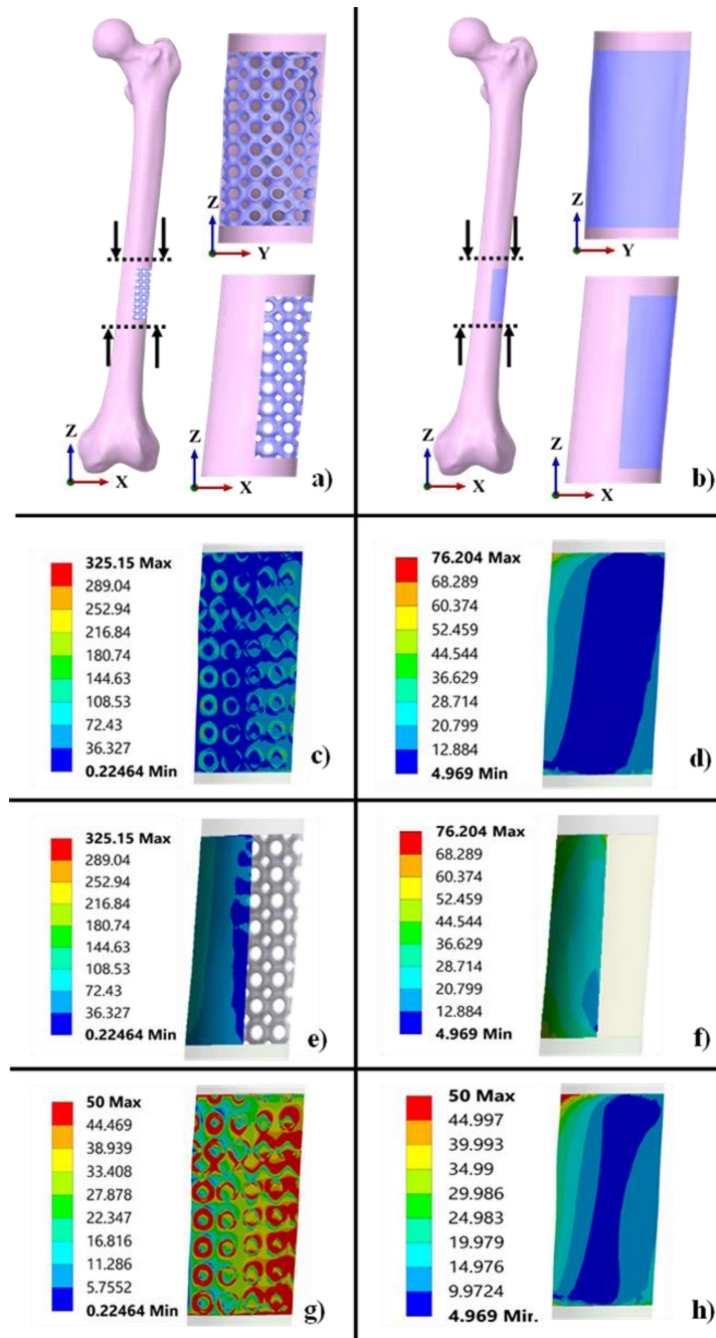 Z
Y
Z
X
Z
X
a)
Z
Y
Z
X
Z
X
b)
325.15 Max
289.04
252.94
216.84
180.74
144.63
108.53
72.43
36.327
0.22464 Min
c)
76.204 Max
68.289
60.374
52.459
44.544
36.629
28.714
20.799
12.884
4.969 Min
d)
325.15 Max
289.04
252.94
216.84
180.74
144.63
108.53
72.43
36.327
0.22464 Min
e)
76.204 Max
68.289
60.374
52.459
44.544
36.629
28.714
20.799
12.884
4.969 Min
f)
50 Max
44.469
38.939
33.408
27.878
22.347
16.816
11.286
5.7552
0.22464 Min
g)
50 Max
44.997
39.993
34.99
29.986
24.983
19.979
14.976
9.9724
4.969 Mir.
h)